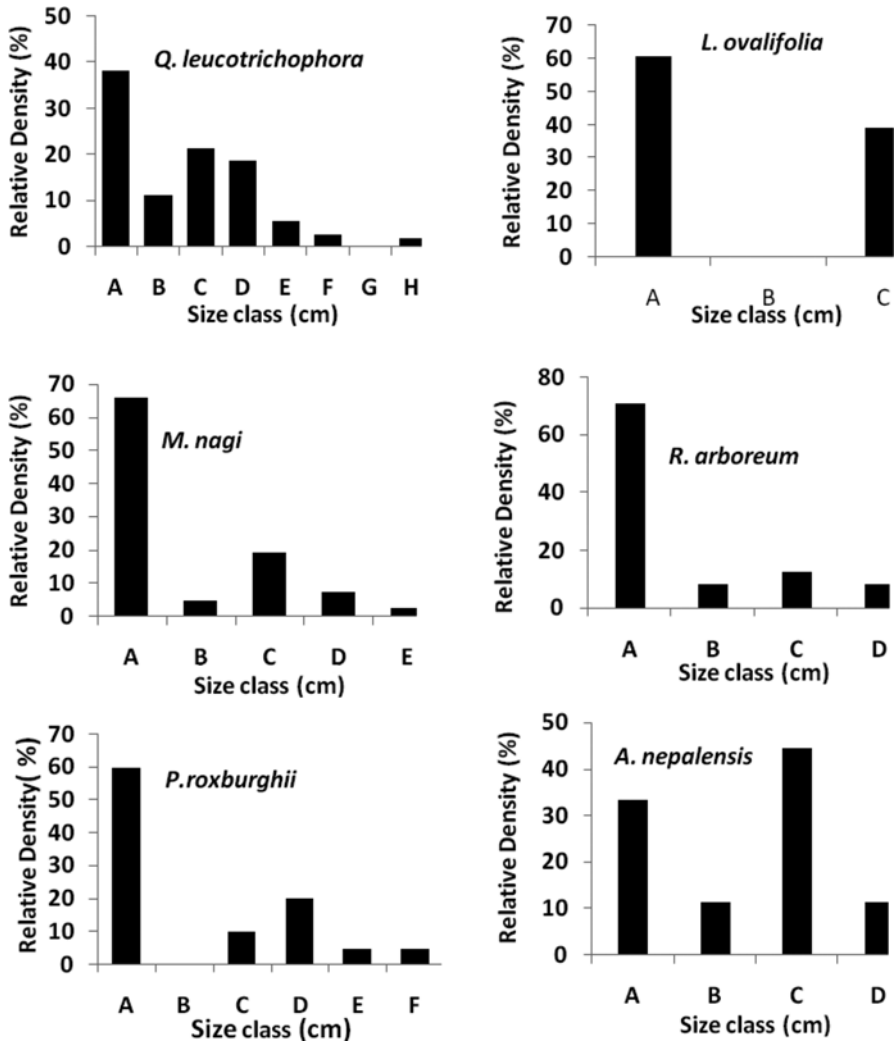 Q. leucotrichophora
Relative Density (%)
50
40
30
20
10
0
A B C D E F G H
Size class (cm)
L. ovalifolia
Relative Density (%)
70
60
50
40
30
20
10
0
A B C
Size class (cm)
M. nagi
Relative Density (%)
70
60
50
40
30
20
10
0
A B C D E
Size class (cm)
R. arboreum
Relative Density (%)
80
60
40
20
0
A B C D
Size class (cm)
P.roxburghii
Relative Density( %)
70
60
50
40
30
20
10
0
A B C D E F
Size class (cm)
A. nepalensis
Relative Density (%)
50
40
30
20
10
0
A B C D
Size class (cm)